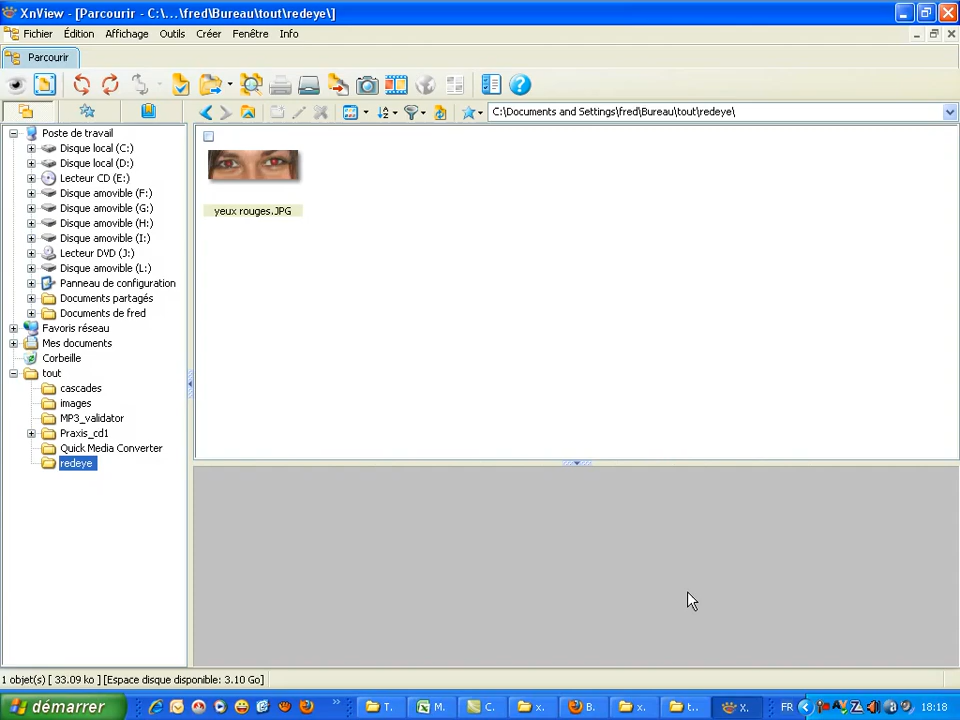 XnView - [Parcourir - C:\...\fred\Bureau\tout\redeye\]
Fichier Édition Affichage Outils Créer Fenêtre Info
Parcourir
C:\Documents and Settings\fred\Bureau\tout\redeye\
Poste de travail
Disque local (C:)
Disque local (D:)
Lecteur CD (E:)
Disque amovible (F:)
Disque amovible (G:)
Disque amovible (H:)
Disque amovible (I:)
Lecteur DVD (J:)
Disque amovible (L:)
Panneau de configuration
Documents partagés
Documents de fred
Favoris réseau
Mes documents
Corbeille
tout
cascades
images
MP3_validator
Praxis_cd1
Quick Media Converter
redeye
yeux rouges.JPG
1 objet(s) [ 33.09 ko ] [Espace disque disponible: 3.10 Go]
démarrer T. M. C. x. B. x. t.. X. FR 18:18